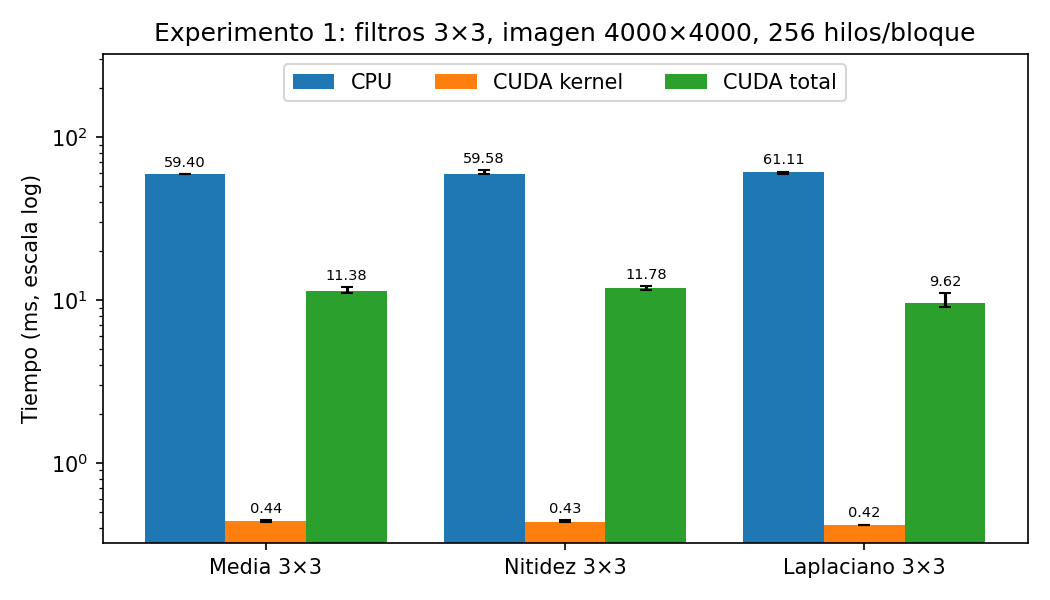 Experimento 1: filtros 3×3, imagen 4000×4000, 256 hilos/bloque
CPU CUDA kernel CUDA total
Tiempo (ms, escala log)
10²
10¹
10⁰
59.40 0.44 11.38
59.58 0.43 11.78
61.11 0.42 9.62
Media 3×3 Nitidez 3×3 Laplaciano 3×3